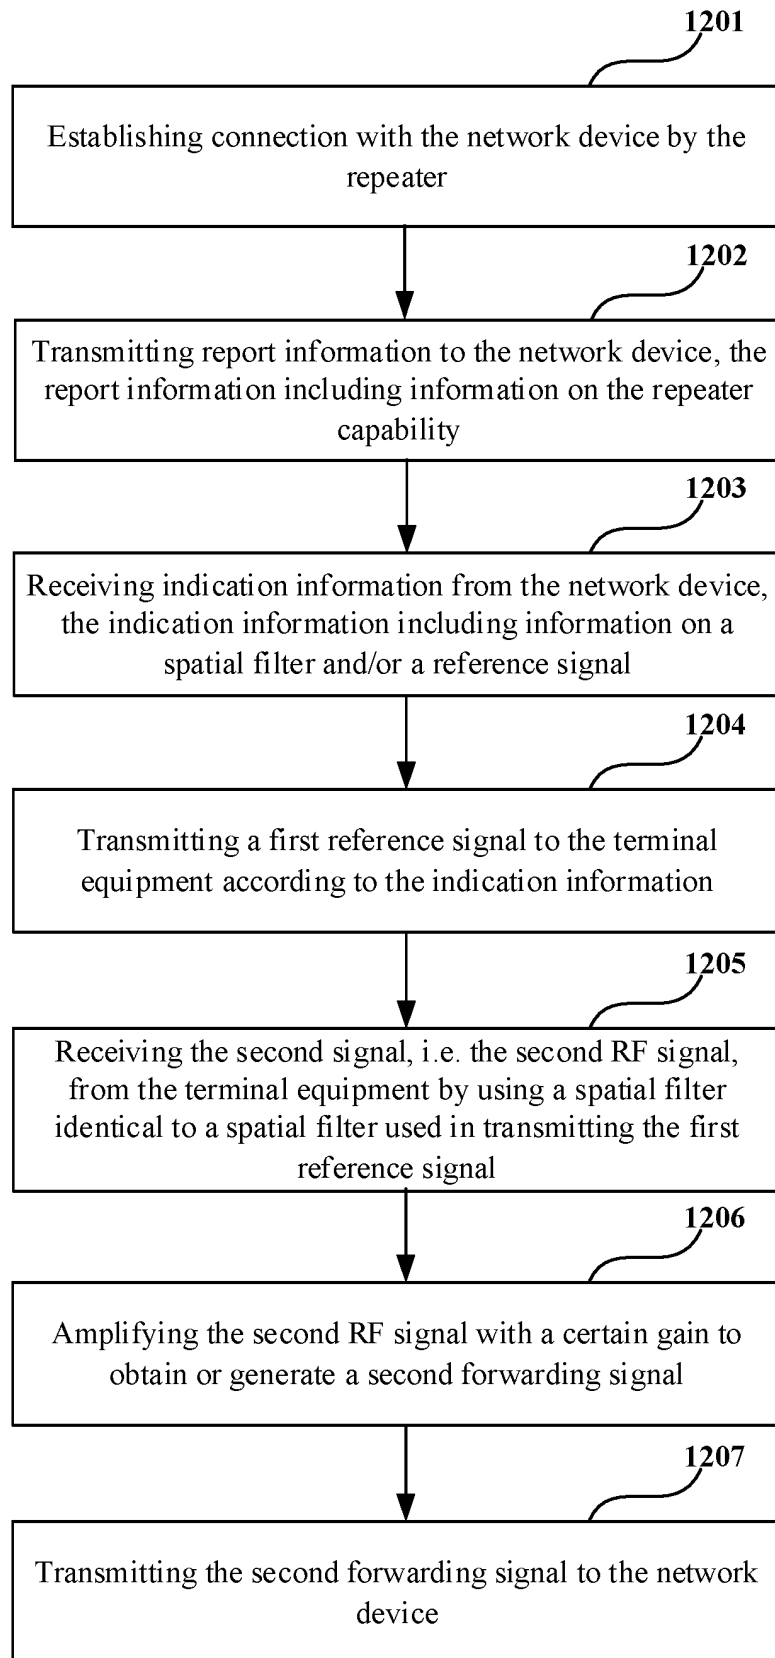 1201
Establishing connection with the network device by the
repeater
1202
Transmitting report information to the network device, the
report information including information on the repeater
capability
1203
Receiving indication information from the network device,
the indication information including information on a
spatial filter and/or a reference signal
1204
Transmitting a first reference signal to the terminal
equipment according to the indication information
1205
Receiving the second signal, i.e. the second RF signal,
from the terminal equipment by using a spatial filter
identical to a spatial filter used in transmitting the first
reference signal
1206
Amplifying the second RF signal with a certain gain to
obtain or generate a second forwarding signal
1207
Transmitting the second forwarding signal to the network
device